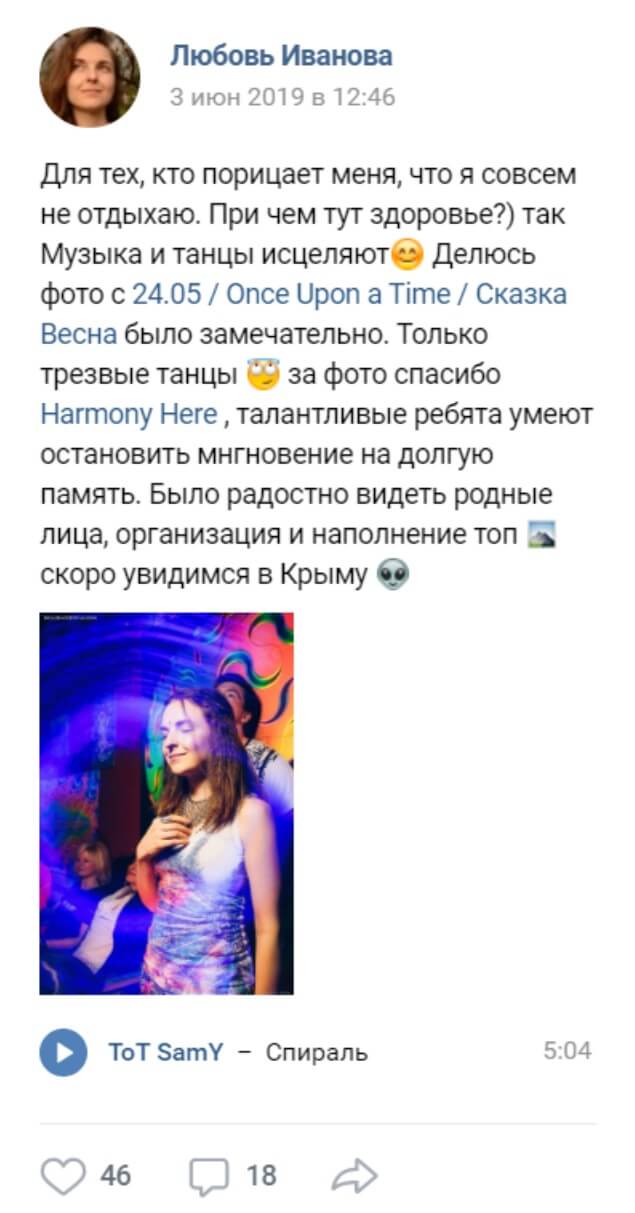 Любовь Иванова
3 июн 2019 в 12:46
Для тех, кто порицает меня, что я совсем
не отдыхаю. При чем тут здоровье?) так
Музыка и танцы исцеляют😊 Делюсь
фото с 24.05 / Once Upon a Time / Сказка
Весна было замечательно. Только
трезвые танцы 😇 за фото спасибо
Harmony Here , талантливые ребята умеют
остановить мнгновение на долгую
память. Было радостно видеть родные
лица, организация и наполнение топ 🏔
скоро увидимся в Крыму 👽
ToT SamY – Спираль 5:04
46 18